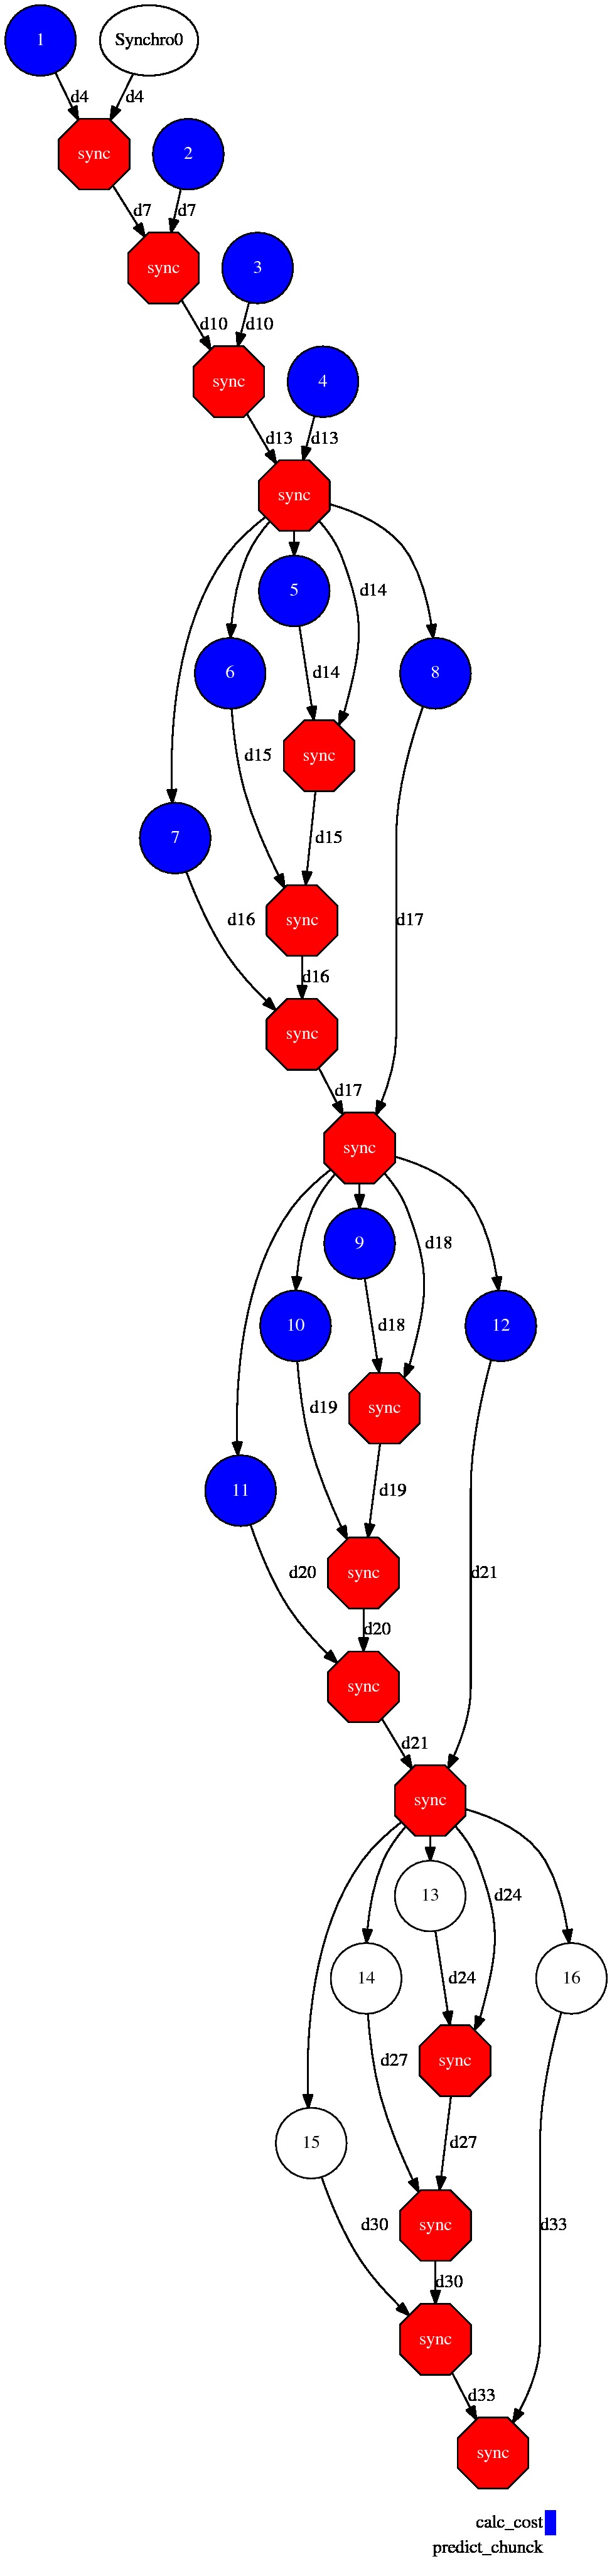 1 Synchro0
d4 d4
sync 2
d7 d7
sync 3
d10 d10
sync 4
d13 d13
sync
5 d14
6 d14 8
d15 sync
7 d15
d16 sync d17
d16
sync
d17
sync
9 d18
10 d18 12
d19 sync
11 d19
d20 sync d21
d20
sync
d21
sync
13 d24
14 d24 16
d27 sync
15 d27
d30 sync d33
d30
sync
d33
sync
calc_cost
predict_chunck